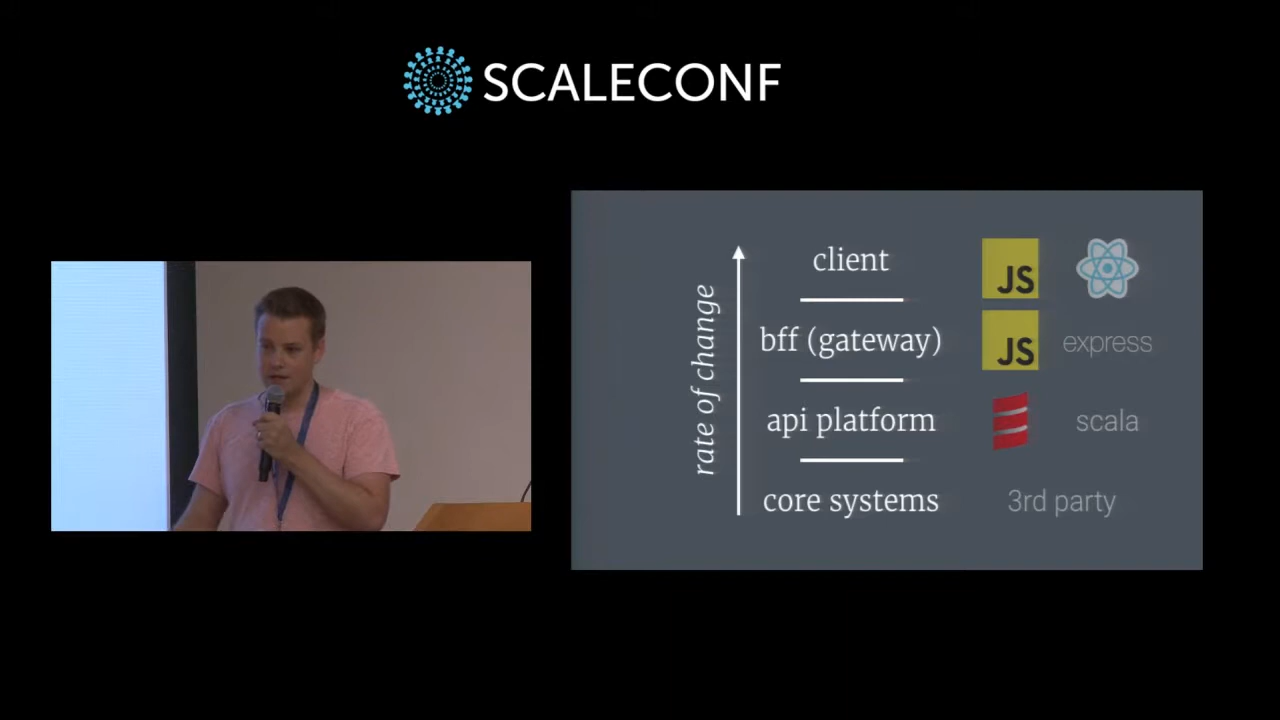 SCALECONF
rate of change
client
JS
bff (gateway)
JS
express
api platform
scala
core systems
3rd party